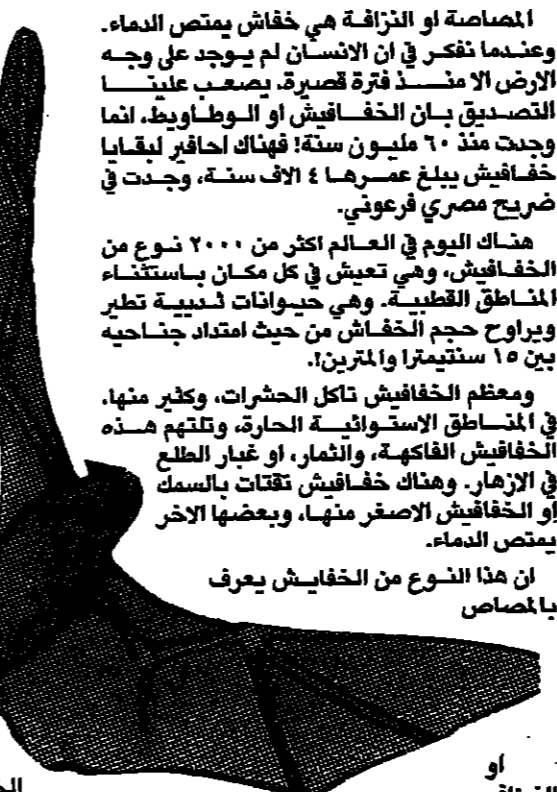 المصاصة او النزافة هي خفاش يمتص الدماء.
وعندما نفكر في ان الانسان لم يوجد على وجه
الارض الا منذ فترة قصيرة، يصعب علينا
التصديق بان الخفافيش او الوطاويط، انما
وجدت منذ ٦٠ مليون سنة! فهناك احافير لبقايا
خفافيش يبلغ عمرها ٤ الاف سنة، وجدت في
ضريح مصري فرعوني.
هناك اليوم في العالم اكثر من ٢٠٠٠ نوع من
الخفافيش، وهي تعيش في كل مكان باستثناء
المناطق القطبية. وهي حيوانات ثديية تطير
ويراوح حجم الخفاش من حيث امتداد جناحيه
بين ١٥ سنتيمترا والمترين!.
ومعظم الخفافيش تاكل الحشرات، وكثير منها.
في المناطق الاستوائية الحارة، وتلتهم هذه
الخفافيش الفاكهة، والثمار، او غبار الطلع
في الازهار. وهناك خفافيش تقتات بالسمك
او الخفافيش الاصغر منها، وبعضها الاخر
يمتص الدماء.
ان هذا النوع من الخفايش يعرف
بالمصاص
او